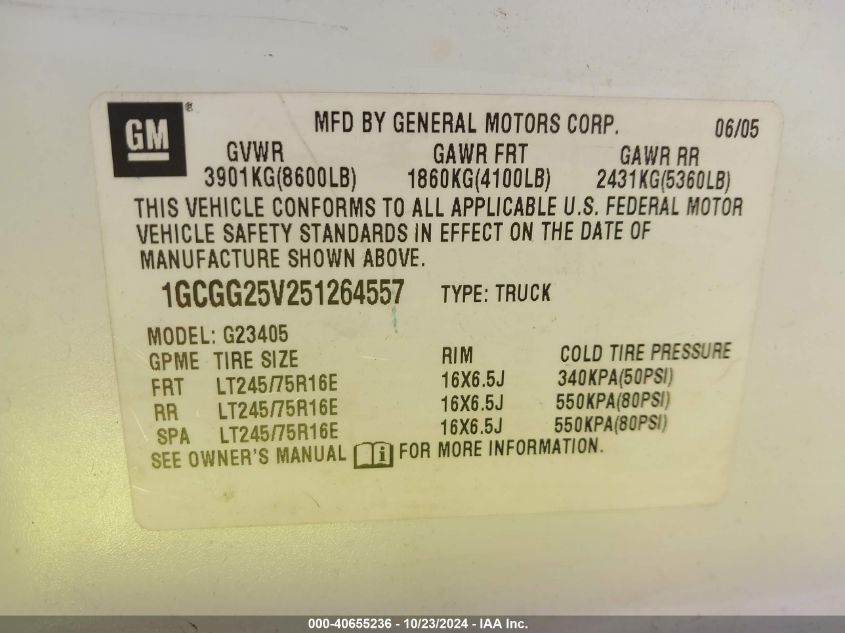 GM®
MFD BY GENERAL MOTORS CORP. 06/05
GVWR GAWR FRT GAWR RR
3901KG(8600LB) 1860KG(4100LB) 2431KG(5360LB)
THIS VEHICLE CONFORMS TO ALL APPLICABLE U.S. FEDERAL MOTOR
VEHICLE SAFETY STANDARDS IN EFFECT ON THE DATE OF
MANUFACTURE SHOWN ABOVE.
1GCGG25V251264557 TYPE: TRUCK
MODEL: G23405
GPME TIRE SIZE RIM COLD TIRE PRESSURE
FRT LT245/75R16E 16X6.5J 340KPA(50PSI)
RR LT245/75R16E 16X6.5J 550KPA(80PSI)
SPA LT245/75R16E 16X6.5J 550KPA(80PSI)
SEE OWNER'S MANUAL i FOR MORE INFORMATION.
000-40655236 - 10/23/2024 - IAA Inc.